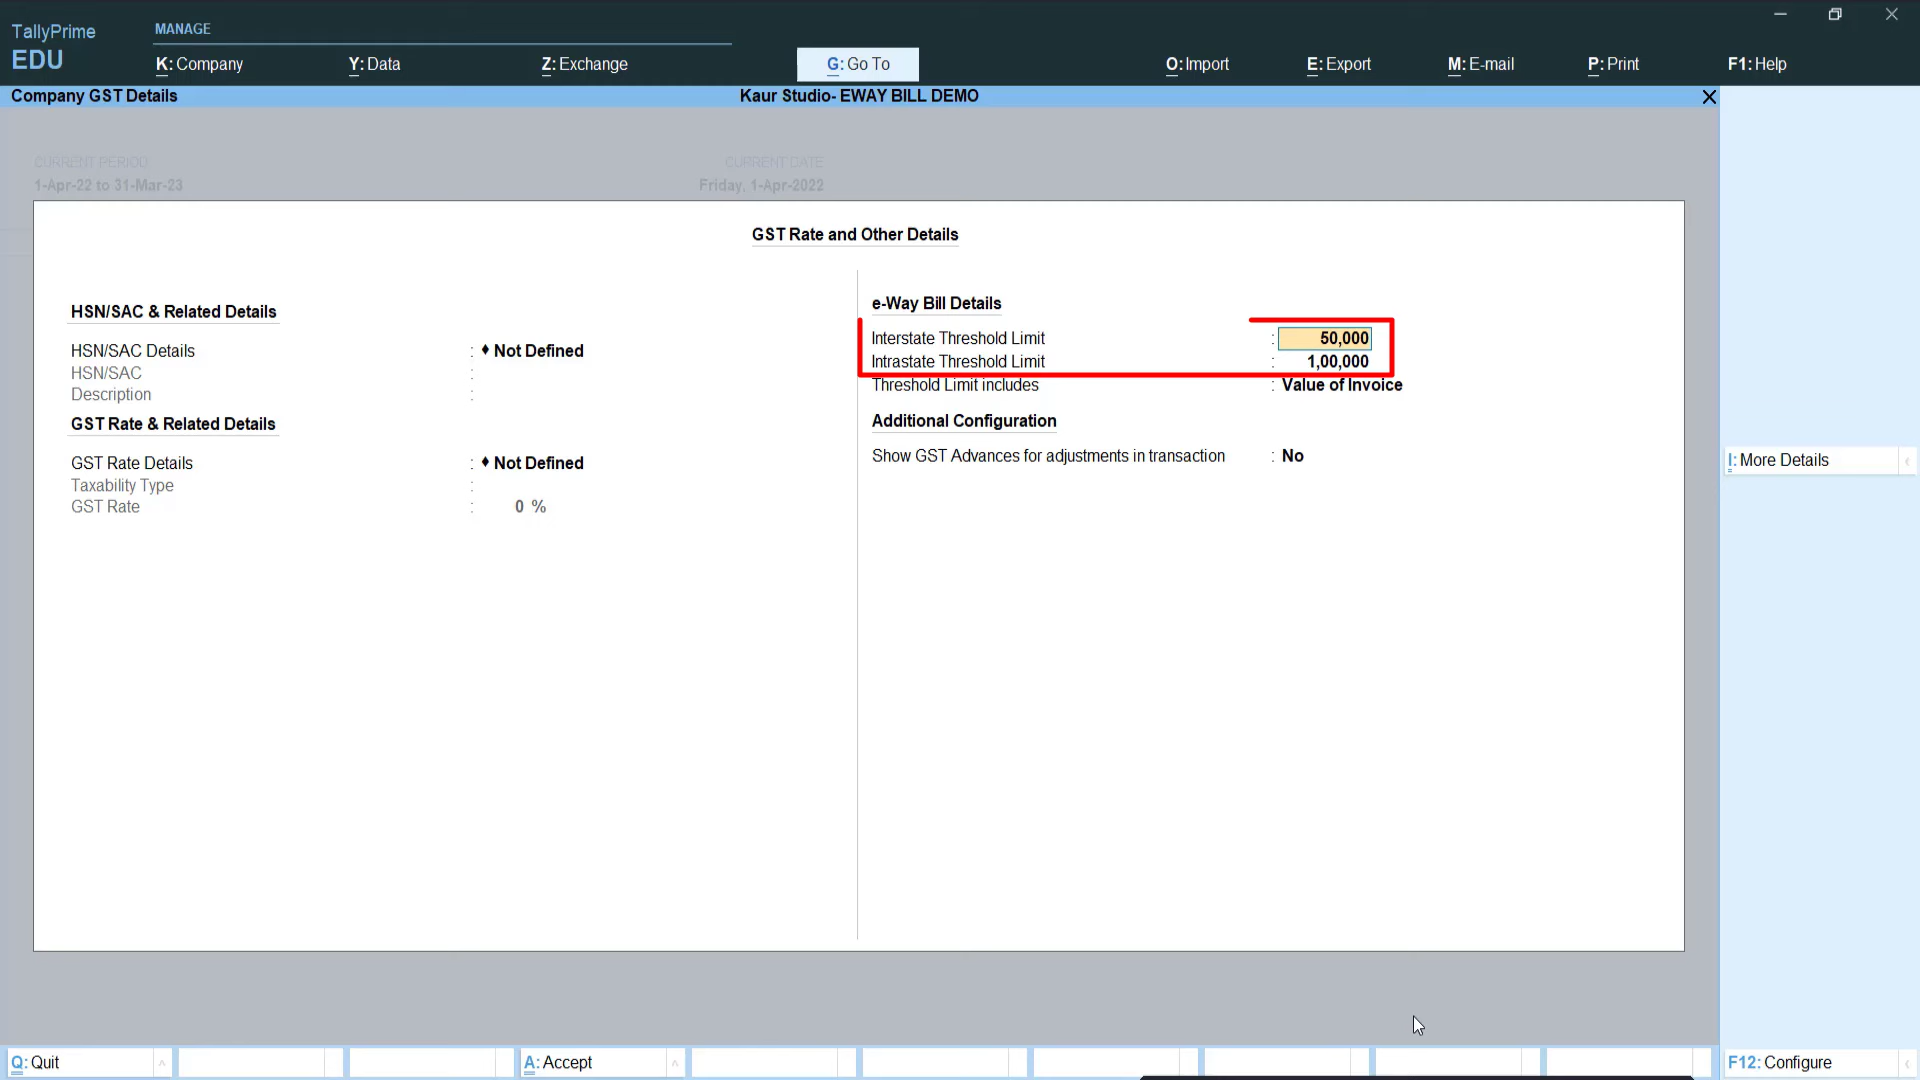 TallyPrime
EDU
MANAGE
K: Company
Y: Data
Z: Exchange
G: Go To
O: Import
E: Export
M: E-mail
P: Print
F1: Help
Company GST Details
Kaur Studio- EWAY BILL DEMO
CURRENT PERIOD
CURRENT DATE
1-Apr-22 to 31-Mar-23
Friday, 1-Apr-2022
GST Rate and Other Details
HSN/SAC & Related Details
HSN/SAC Details : ♦ Not Defined
HSN/SAC :
Description :
GST Rate & Related Details
GST Rate Details : ♦ Not Defined
Taxability Type :
GST Rate : 0 %
e-Way Bill Details
Interstate Threshold Limit : 50,000
Intrastate Threshold Limit : 1,00,000
Threshold Limit includes : Value of Invoice
Additional Configuration
Show GST Advances for adjustments in transaction : No
I: More Details
Q: Quit
A: Accept
F12: Configure